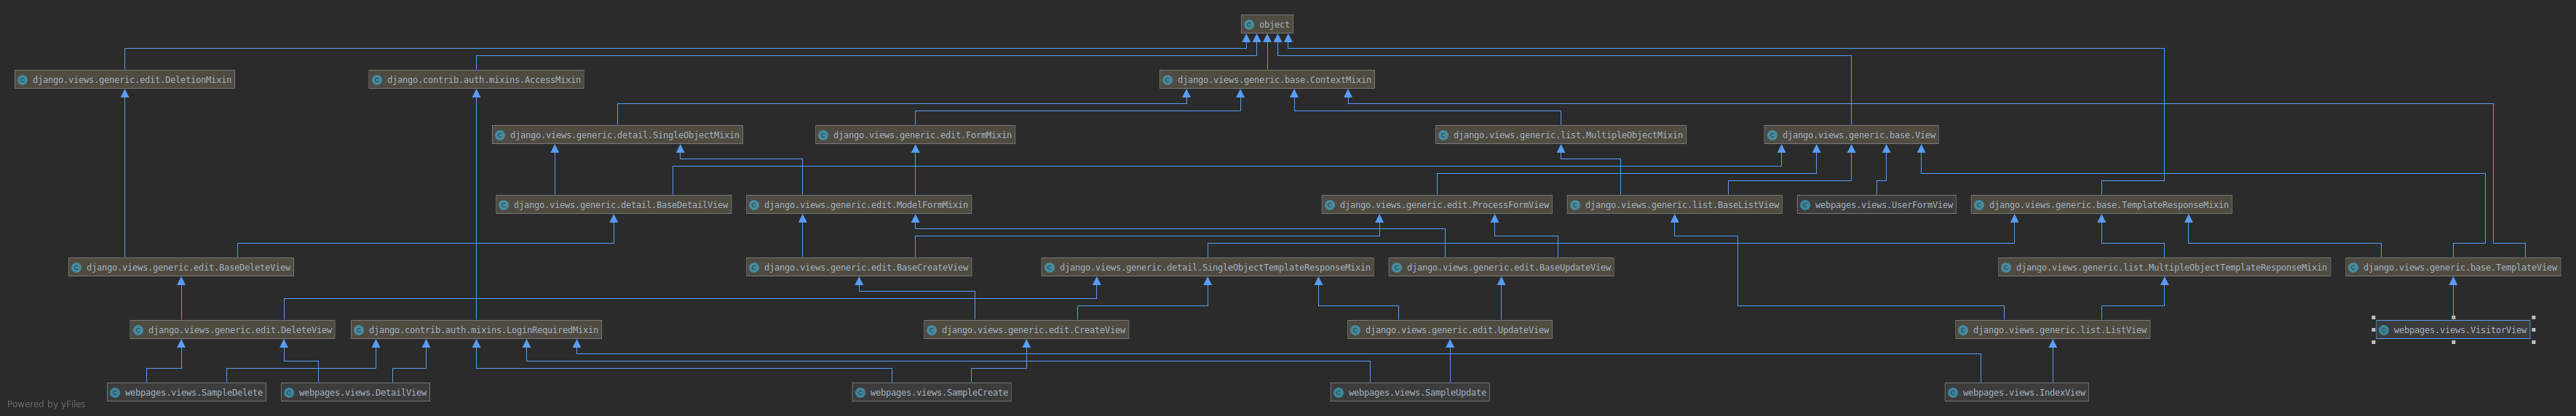 object
django.views.generic.edit.DeletionMixin
django.contrib.auth.mixins.AccessMixin
django.views.generic.base.ContextMixin
django.views.generic.detail.SingleObjectMixin
django.views.generic.edit.FormMixin
django.views.generic.list.MultipleObjectMixin
django.views.generic.base.View
django.views.generic.detail.BaseDetailView
django.views.generic.edit.ModelFormMixin
django.views.generic.edit.ProcessFormView
django.views.generic.list.BaseListView
webpages.views.UserFormView
django.views.generic.base.TemplateResponseMixin
django.views.generic.edit.BaseDeleteView
django.views.generic.edit.BaseCreateView
django.views.generic.detail.SingleObjectTemplateResponseMixin
django.views.generic.edit.BaseUpdateView
django.views.generic.list.MultipleObjectTemplateResponseMixin
django.views.generic.base.TemplateView
django.views.generic.edit.DeleteView
django.contrib.auth.mixins.LoginRequiredMixin
django.views.generic.edit.CreateView
django.views.generic.edit.UpdateView
django.views.generic.list.ListView
webpages.views.VisitorView
webpages.views.SampleDelete
webpages.views.DetailView
webpages.views.SampleCreate
webpages.views.SampleUpdate
webpages.views.IndexView
Powered by yFiles